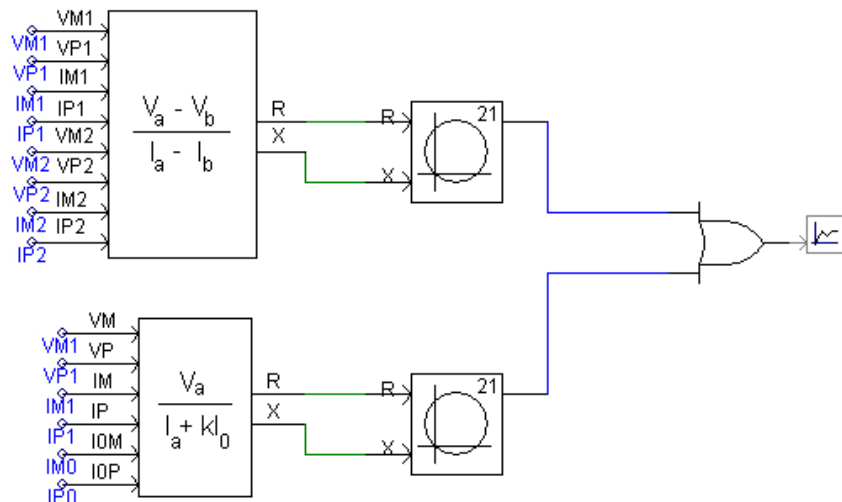 VM1
VM1
VP1
VP1
IM1
IM1
IP1
IP1
VM2
VM2
VP2
VP2
IM2
IM2
IP2
IP2
Va - Vb
Ia - Ib
R
X
R
X
21
VM
VM1
VP
VP1
IM
IM1
IP
IP1
I0M
IM0
I0P
IP0
Va
Ia + kI0
R
X
R
X
21